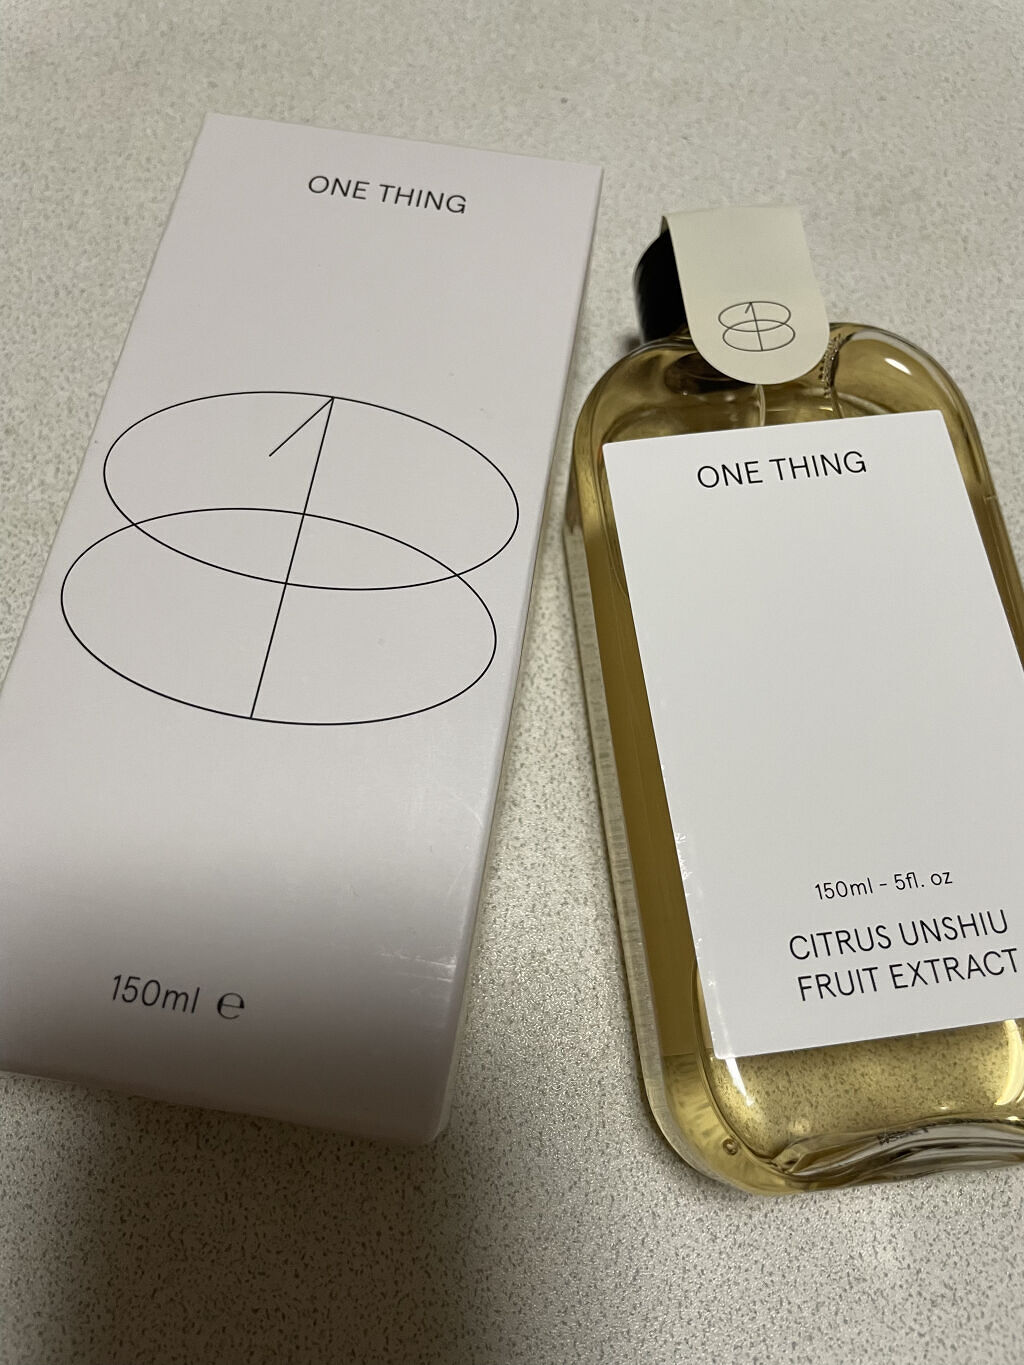 ONE THING
150ml ℮
ONE THING
150ml - 5fl. oz
CITRUS UNSHIU
FRUIT EXTRACT